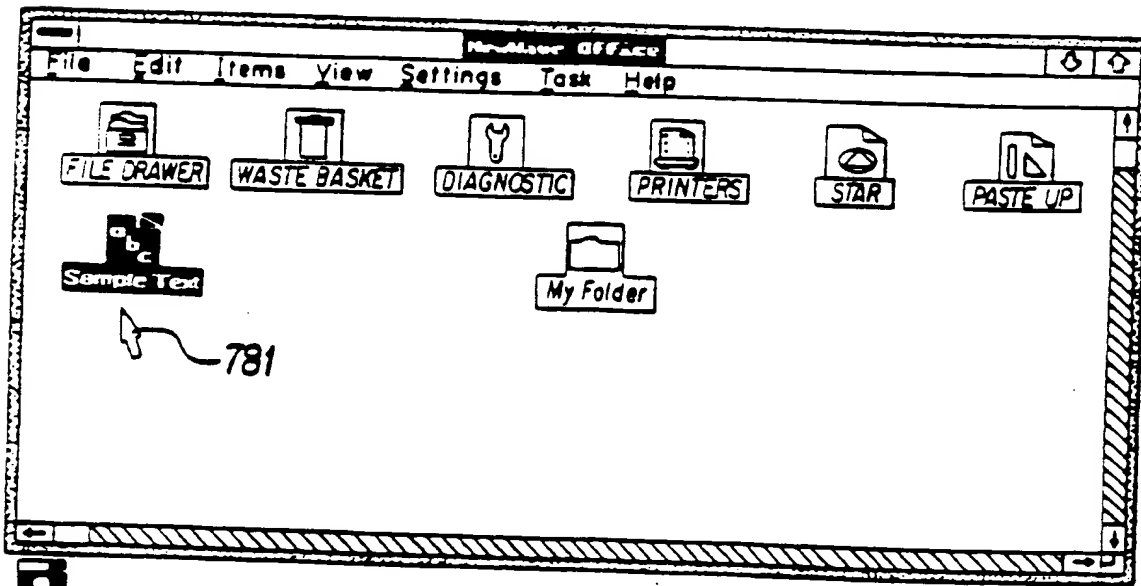 NewWave Office
File Edit Items View Settings Task Help
FILE DRAWER WASTE BASKET DIAGNOSTIC PRINTERS STAR PASTE UP
abc
Sample Text My Folder
781